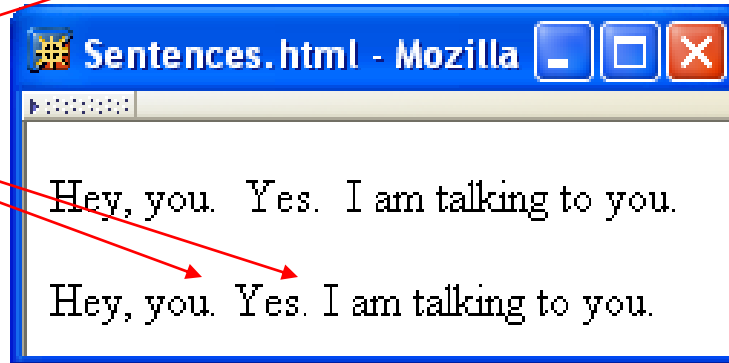 Sentences.html - Mozilla
Hey, you.  Yes.  I am talking to you.
Hey, you. Yes. I am talking to you.